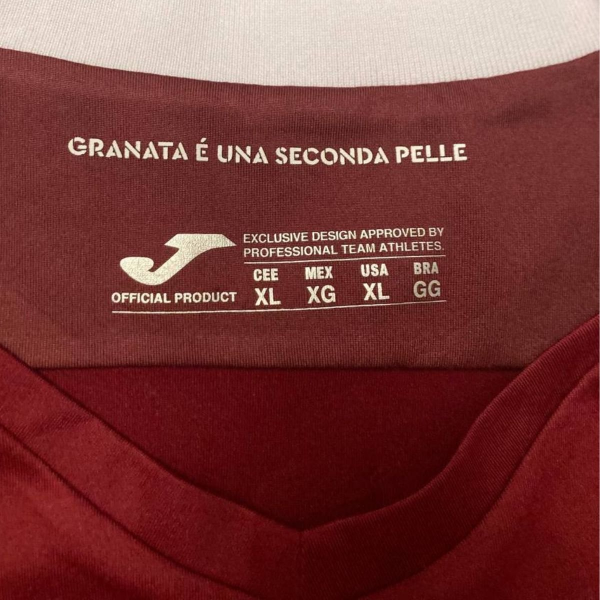 GRANATA É UNA SECONDA PELLE
EXCLUSIVE DESIGN APPROVED BY
PROFESSIONAL TEAM ATHLETES.
OFFICIAL PRODUCT
CEE MEX USA BRA
XL XG XL GG